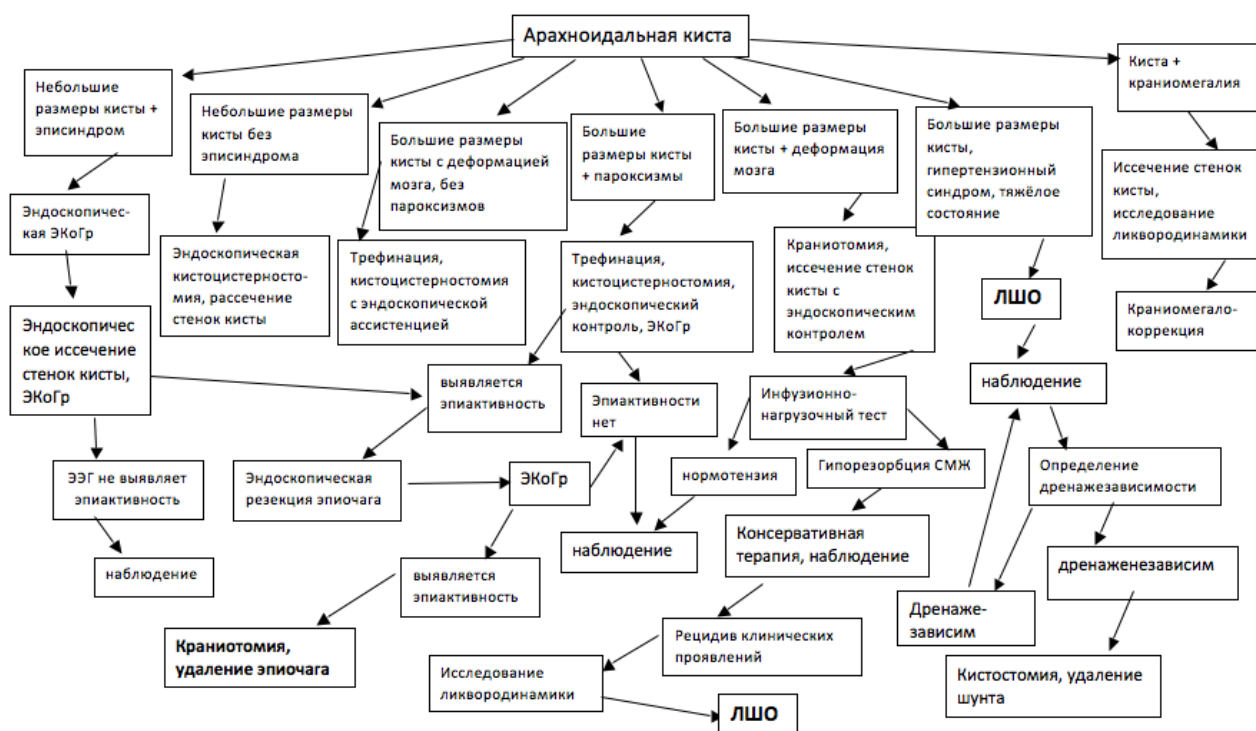 Арахноидальная киста
Небольшие
размеры кисты +
эписиндром
Небольшие размеры
кисты без
эписиндрома
Большие размеры
кисты с деформацией
мозга, без
пароксизмов
Большие
размеры кисты
+ пароксизмы
Большие размеры
кисты + деформация
мозга
Большие размеры
кисты,
гипертензионный
синдром, тяжёлое
состояние
Киста +
краниомегалия
Эндоскопичес-
кая ЭКоГр
Эндоскопическая
кистоцистерносто-
мия, рассечение
стенок кисты
Трефинация,
кистоцистерностомия
с эндоскопической
ассистенцией
Трефинация,
кистоцистерностомия,
эндоскопический
контроль, ЭКоГр
Краниотомия,
иссечение стенок
кисты с
эндоскопическим
контролем
ЛШО
Иссечение стенок
кисты,
исследование
ликвородинамики
Краниомегало-
коррекция
Эндоскопичес
кое иссечение
стенок кисты,
ЭКоГр
выявляется
эпиактивность
Эпиактивности
нет
Инфузионно-
нагрузочный тест
наблюдение
ЭЭГ не выявляет
эпиактивность
Эндоскопическая
резекция эпиочага
ЭКоГр
нормотензия
Гипорезорбция СМЖ
Определение
дренажезависимости
наблюдение
выявляется
эпиактивность
наблюдение
Консервативная
терапия, наблюдение
дренаженезависим
Дренаже-
зависим
Краниотомия,
удаление эпиочага
Рецидив клинических
проявлений
Исследование
ликвородинамики
ЛШО
Кистостомия, удаление
шунта